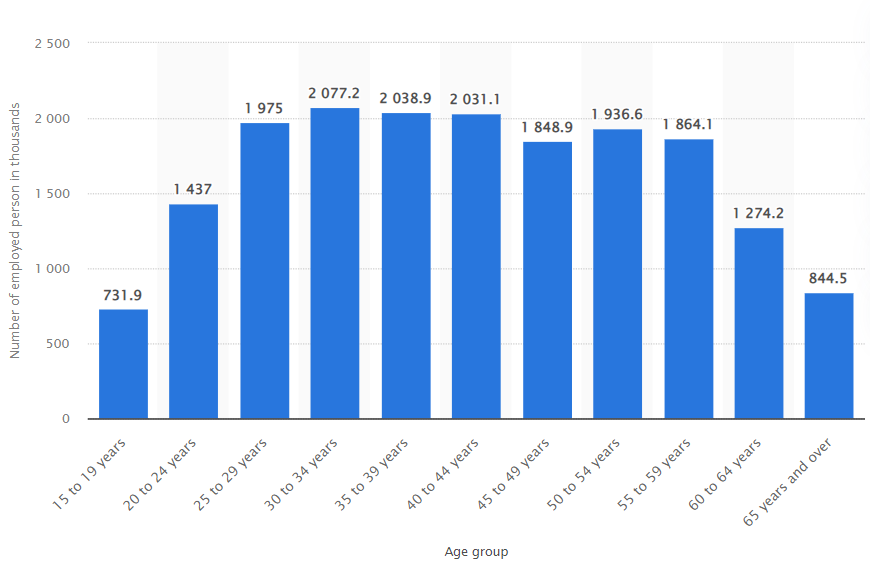 Number of employed person in thousands
2 500
2 000
1 500
1 000
500
0
731.9
1 437
1 975
2 077.2
2 038.9
2 031.1
1 848.9
1 936.6
1 864.1
1 274.2
844.5
15 to 19 years
20 to 24 years
25 to 29 years
30 to 34 years
35 to 39 years
40 to 44 years
45 to 49 years
50 to 54 years
55 to 59 years
60 to 64 years
65 years and over
Age group